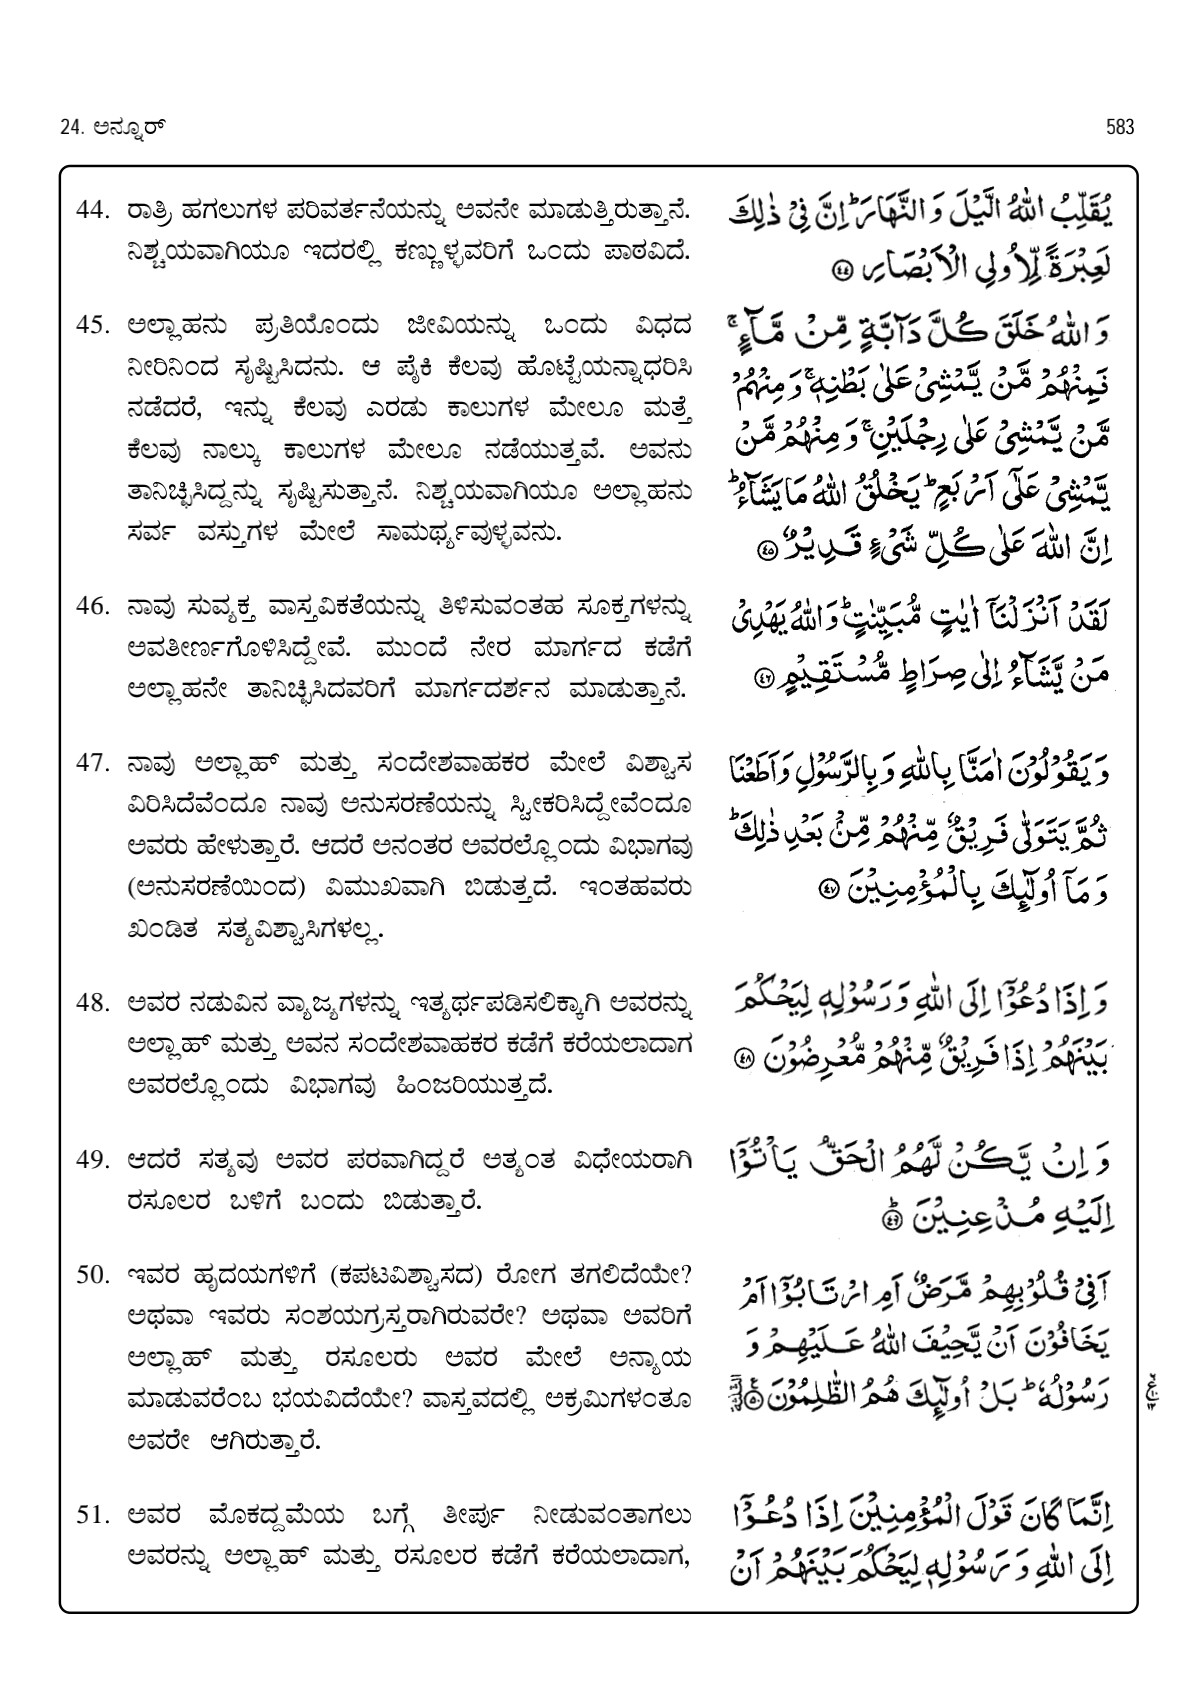 24. ಅನ್ನೂರ್
583
44. ರಾತ್ರಿ ಹಗಲುಗಳ ಪರಿವರ್ತನೆಯನ್ನು ಅವನೇ ಮಾಡುತ್ತಿರುತ್ತಾನೆ.
ನಿಶ್ಚಯವಾಗಿಯೂ ಇದರಲ್ಲಿ ಕಣ್ಣುಳ್ಳವರಿಗೆ ಒಂದು ಪಾಠವಿದೆ.
يُقَلِّبُ اللّٰهُ الَّيْلَ وَ النَّهَارَ ؕ اِنَّ فِيْ ذٰلِكَ
لَعِبْرَةً لِّاُولِي الْاَبْصَارِ ۝۴۴
45. ಅಲ್ಲಾಹನು ಪ್ರತಿಯೊಂದು ಜೀವಿಯನ್ನು ಒಂದು ವಿಧದ
ನೀರಿನಿಂದ ಸೃಷ್ಟಿಸಿದನು. ಆ ಪೈಕಿ ಕೆಲವು ಹೊಟ್ಟೆಯನ್ನಾಧರಿಸಿ
ನಡೆದರೆ, ಇನ್ನು ಕೆಲವು ಎರಡು ಕಾಲುಗಳ ಮೇಲೂ ಮತ್ತೆ
ಕೆಲವು ನಾಲ್ಕು ಕಾಲುಗಳ ಮೇಲೂ ನಡೆಯುತ್ತವೆ. ಅವನು
ತಾನಿಚ್ಛಿಸಿದ್ದನ್ನು ಸೃಷ್ಟಿಸುತ್ತಾನೆ. ನಿಶ್ಚಯವಾಗಿಯೂ ಅಲ್ಲಾಹನು
ಸರ್ವ ವಸ್ತುಗಳ ಮೇಲೆ ಸಾಮರ್ಥ್ಯವುಳ್ಳವನು.
وَ اللّٰهُ خَلَقَ كُلَّ دَآبَّةٍ مِّنْ مَّآءٍ ۚ
فَمِنْهُمْ مَّنْ يَّمْشِيْ عَلٰى بَطْنِهٖ ۚ وَ مِنْهُمْ
مَّنْ يَّمْشِيْ عَلٰى رِجْلَيْنِ ۚ وَ مِنْهُمْ مَّنْ
يَّمْشِيْ عَلٰۤى اَرْبَعٍ ؕ يَخْلُقُ اللّٰهُ مَا يَشَآءُ ؕ
اِنَّ اللّٰهَ عَلٰى كُلِّ شَيْءٍ قَدِيْرٌ ۝۴۵
46. ನಾವು ಸುವ್ಯಕ್ತ ವಾಸ್ತವಿಕತೆಯನ್ನು ತಿಳಿಸುವಂತಹ ಸೂಕ್ತಗಳನ್ನು
ಅವತೀರ್ಣಗೊಳಿಸಿದ್ದೇವೆ. ಮುಂದೆ ನೇರ ಮಾರ್ಗದ ಕಡೆಗೆ
ಅಲ್ಲಾಹನೇ ತಾನಿಚ್ಛಿಸಿದವರಿಗೆ ಮಾರ್ಗದರ್ಶನ ಮಾಡುತ್ತಾನೆ.
لَقَدْ اَنْزَلْنَاۤ اٰيٰتٍ مُّبَيِّنٰتٍ ؕ وَ اللّٰهُ يَهْدِيْ
مَنْ يَّشَآءُ اِلٰى صِرَاطٍ مُّسْتَقِيْمٍ ۝۴۶
47. ನಾವು ಅಲ್ಲಾಹ್ ಮತ್ತು ಸಂದೇಶವಾಹಕರ ಮೇಲೆ ವಿಶ್ವಾಸ
ವಿರಿಸಿದೆವೆಂದೂ ನಾವು ಅನುಸರಣೆಯನ್ನು ಸ್ವೀಕರಿಸಿದ್ದೇವೆಂದೂ
ಅವರು ಹೇಳುತ್ತಾರೆ. ಆದರೆ ಅನಂತರ ಅವರಲ್ಲೊಂದು ವಿಭಾಗವು
(ಅನುಸರಣೆಯಿಂದ) ವಿಮುಖವಾಗಿ ಬಿಡುತ್ತದೆ. ಇಂತಹವರು
ಖಂಡಿತ ಸತ್ಯವಿಶ್ವಾಸಿಗಳಲ್ಲ.
وَ يَقُوْلُوْنَ اٰمَنَّا بِاللّٰهِ وَ بِالرَّسُوْلِ وَ اَطَعْنَا
ثُمَّ يَتَوَلّٰى فَرِيْقٌ مِّنْهُمْ مِّنْۢ بَعْدِ ذٰلِكَ ؕ
وَ مَاۤ اُولٰٓئِكَ بِالْمُؤْمِنِيْنَ ۝۴۷
48. ಅವರ ನಡುವಿನ ವ್ಯಾಜ್ಯಗಳನ್ನು ಇತ್ಯರ್ಥಪಡಿಸಲಿಕ್ಕಾಗಿ ಅವರನ್ನು
ಅಲ್ಲಾಹ್ ಮತ್ತು ಅವನ ಸಂದೇಶವಾಹಕರ ಕಡೆಗೆ ಕರೆಯಲಾದಾಗ
ಅವರಲ್ಲೊಂದು ವಿಭಾಗವು ಹಿಂಜರಿಯುತ್ತದೆ.
وَ اِذَا دُعُوْۤا اِلَى اللّٰهِ وَ رَسُوْلِهٖ لِيَحْكُمَ
بَيْنَهُمْ اِذَا فَرِيْقٌ مِّنْهُمْ مُّعْرِضُوْنَ ۝۴۸
49. ಆದರೆ ಸತ್ಯವು ಅವರ ಪರವಾಗಿದ್ದರೆ ಅತ್ಯಂತ ವಿಧೇಯರಾಗಿ
ರಸೂಲರ ಬಳಿಗೆ ಬಂದು ಬಿಡುತ್ತಾರೆ.
وَ اِنْ يَّكُنْ لَّهُمُ الْحَقُّ يَاْتُوْۤا
اِلَيْهِ مُذْعِنِيْنَ ؕ۝۴۹
50. ಇವರ ಹೃದಯಗಳಿಗೆ (ಕಪಟವಿಶ್ವಾಸದ) ರೋಗ ತಗಲಿದೆಯೇ?
ಅಥವಾ ಇವರು ಸಂಶಯಗ್ರಸ್ತರಾಗಿರುವರೇ? ಅಥವಾ ಅವರಿಗೆ
ಅಲ್ಲಾಹ್ ಮತ್ತು ರಸೂಲರು ಅವರ ಮೇಲೆ ಅನ್ಯಾಯ
ಮಾಡುವರೆಂಬ ಭಯವಿದೆಯೇ? ವಾಸ್ತವದಲ್ಲಿ ಅಕ್ರಮಿಗಳಂತೂ
ಅವರೇ ಆಗಿರುತ್ತಾರೆ.
اَفِيْ قُلُوْبِهِمْ مَّرَضٌ اَمِ ارْتَابُوْۤا اَمْ
يَخَافُوْنَ اَنْ يَّحِيْفَ اللّٰهُ عَلَيْهِمْ وَ
رَسُوْلُهٗ ؕ بَلْ اُولٰٓئِكَ هُمُ الظّٰلِمُوْنَ ۝۵۰
51. ಅವರ ಮೊಕದ್ದಮೆಯ ಬಗ್ಗೆ ತೀರ್ಪು ನೀಡುವಂತಾಗಲು
ಅವರನ್ನು ಅಲ್ಲಾಹ್ ಮತ್ತು ರಸೂಲರ ಕಡೆಗೆ ಕರೆಯಲಾದಾಗ,
اِنَّمَا كَانَ قَوْلَ الْمُؤْمِنِيْنَ اِذَا دُعُوْۤا
اِلَى اللّٰهِ وَ رَسُوْلِهٖ لِيَحْكُمَ بَيْنَهُمْ اَنْ